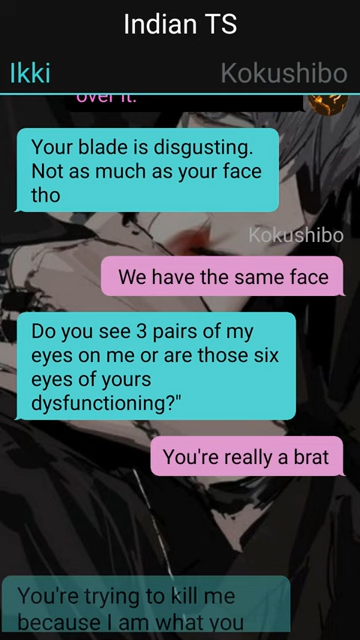 Indian TS
Ikki
Kokushibo
over it.
Your blade is disgusting.
Not as much as your face
tho
Kokushibo
We have the same face
Do you see 3 pairs of my
eyes on me or are those six
eyes of yours
dysfunctioning?"
You're really a brat
You're trying to kill me
because I am what you